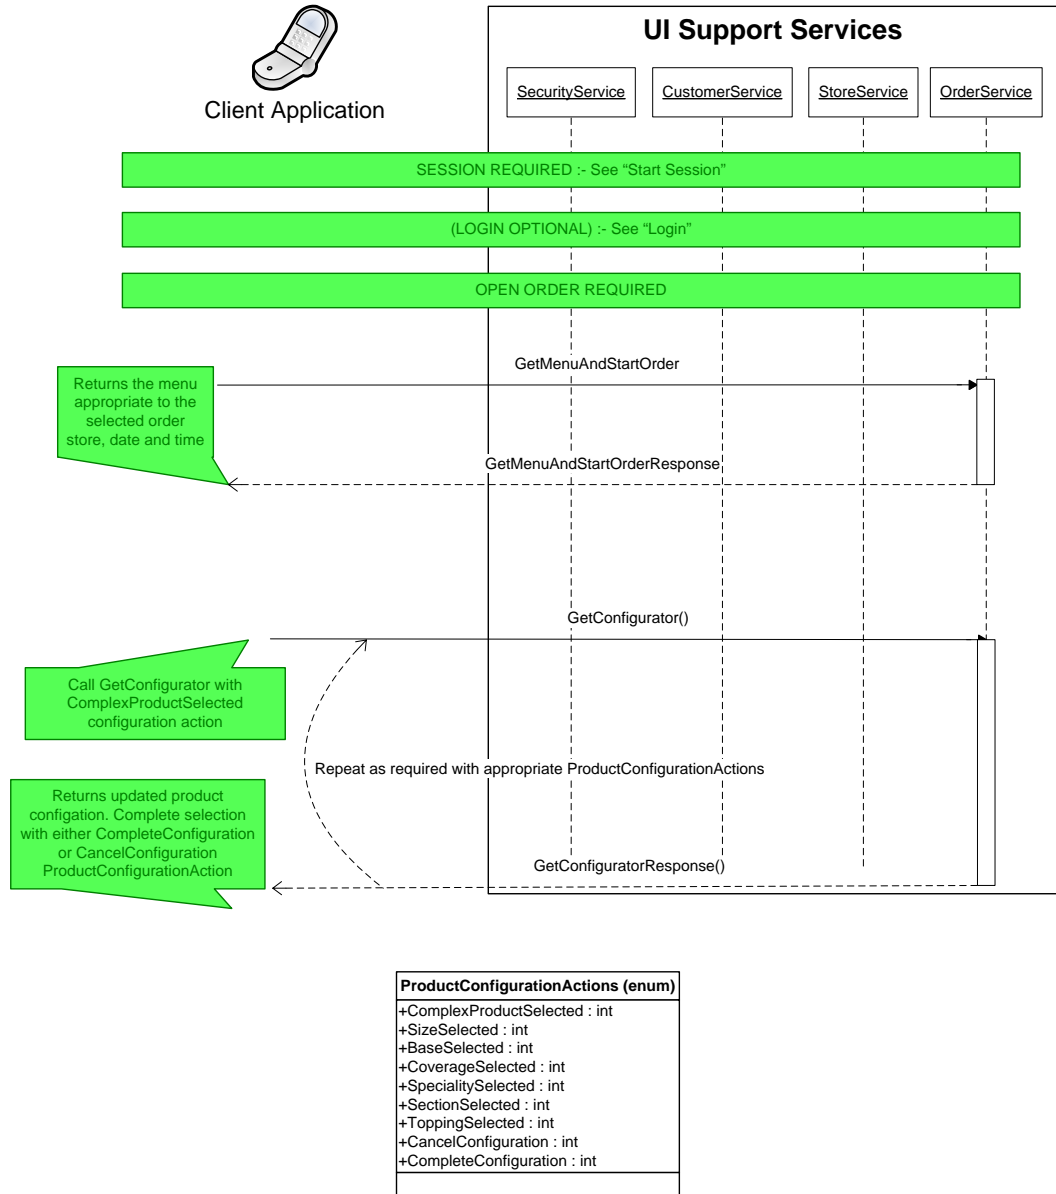 UI Support Services
Client Application
SecurityService
CustomerService
StoreService
OrderService
SESSION REQUIRED :- See “Start Session”
(LOGIN OPTIONAL) :- See “Login”
OPEN ORDER REQUIRED
GetMenuAndStartOrder
Returns the menu
appropriate to the
selected order
store, date and time
GetMenuAndStartOrderResponse
GetConfigurator()
Call GetConfigurator with
ComplexProductSelected
configuration action
Repeat as required with appropriate ProductConfigurationActions
Returns updated product
configation. Complete selection
with either CompleteConfiguration
or CancelConfiguration
ProductConfigurationAction
GetConfiguratorResponse()
ProductConfigurationActions (enum)
+ComplexProductSelected : int
+SizeSelected : int
+BaseSelected : int
+CoverageSelected : int
+SpecialitySelected : int
+SectionSelected : int
+ToppingSelected : int
+CancelConfiguration : int
+CompleteConfiguration : int